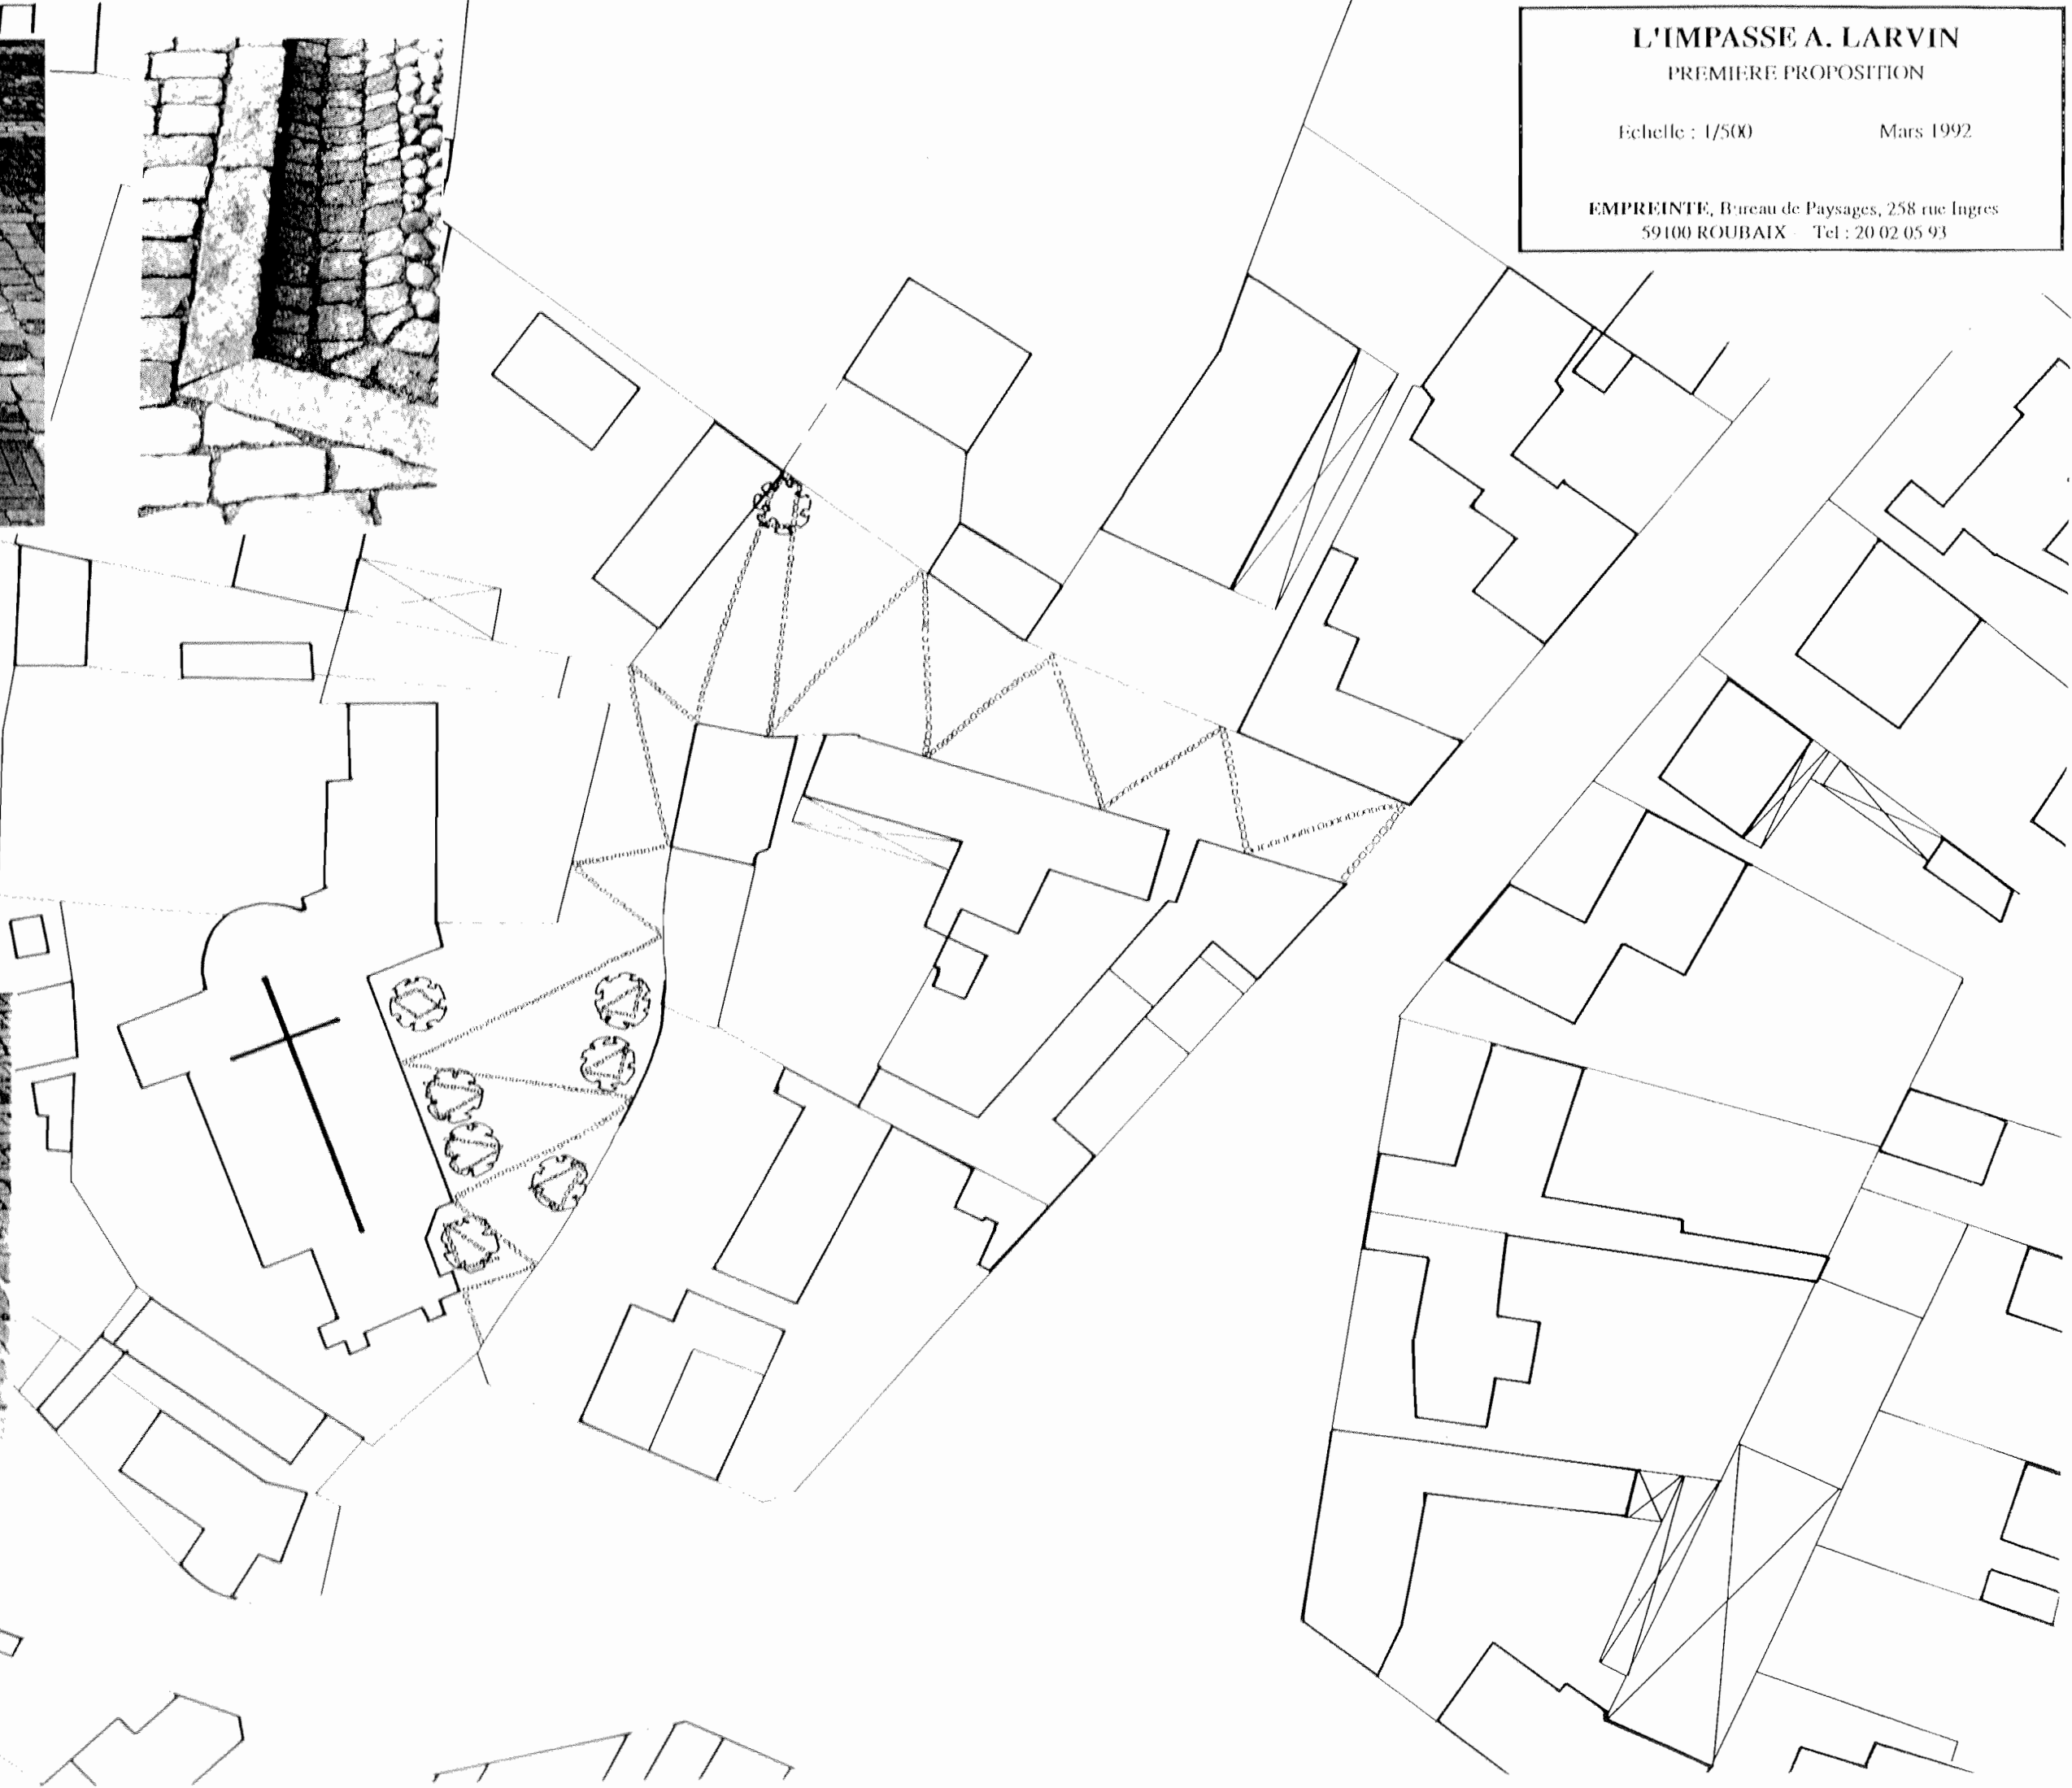 L'IMPASSE A. LARVIN
PREMIERE PROPOSITION
Echelle : 1/500 Mars 1992
EMPREINTE, Bureau de Paysages, 258 rue Ingres
59100 ROUBAIX - Tel : 20 02 05 93